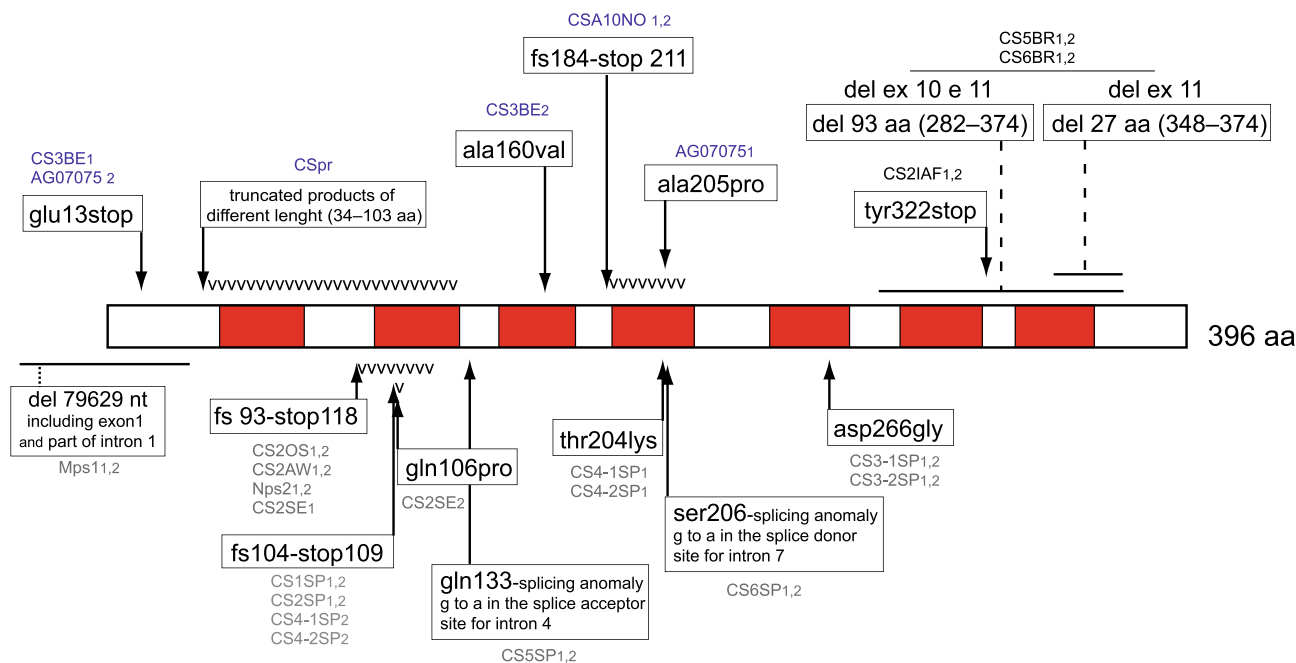 CSA10NO 1,2
fs184-stop 211
CS5BR1,2
CS6BR1,2
del ex 10 e 11
del 93 aa (282–374)
del ex 11
del 27 aa (348–374)
CS3BE2
ala160val
CS3BE1
AG07075 2
glu13stop
CSpr
truncated products of
different lenght (34–103 aa)
AG070751
ala205pro
CS2IAF1,2
tyr322stop
vvvvvvvvvvvvvvvvvvvvvvvvvv
vvvvvvvv
396 aa
del 79629 nt
including exon1
and part of intron 1
Mps11,2
vvvvvvvv
v
fs 93-stop118
CS2OS1,2
CS2AW1,2
Nps21,2
CS2SE1
gln106pro
CS2SE2
fs104-stop109
CS1SP1,2
CS2SP1,2
CS4-1SP2
CS4-2SP2
gln133-splicing anomaly
g to a in the splice acceptor
site for intron 4
CS5SP1,2
thr204lys
CS4-1SP1
CS4-2SP1
ser206-splicing anomaly
g to a in the splice donor
site for intron 7
CS6SP1,2
asp266gly
CS3-1SP1,2
CS3-2SP1,2